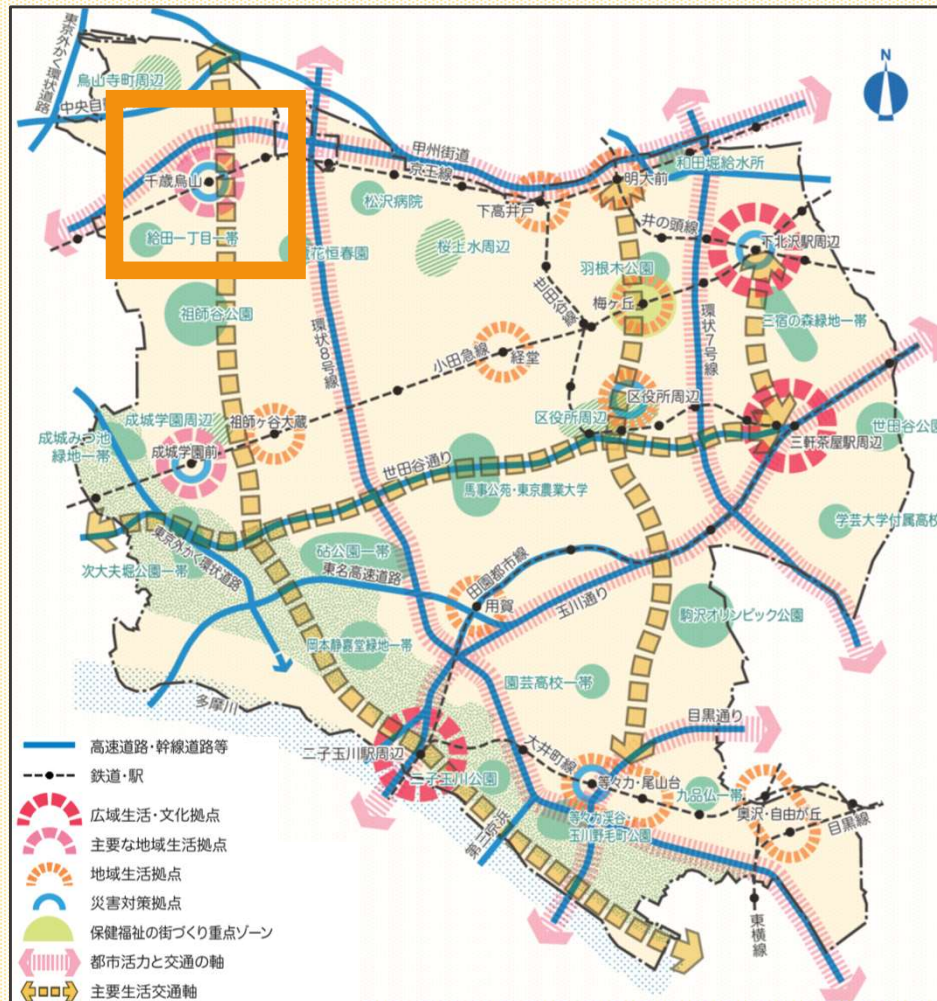 東京外かく環状道路
烏山寺町周辺
中央自
N
甲州街道
京王線
千歳烏山
給田一丁目一帯
花恒春園
松沢病院
下高井戸
明大前
和田堀給水所
井の頭線
下北沢駅周辺
桜上水周辺
羽根木公園
梅ヶ丘
世田谷線
三宿の森緑地一帯
祖師谷公園
環状8号線
環状7号線
小田急線
経堂
区役所周辺
区役所周辺
三軒茶屋駅周辺
世田谷公園
成城学園周辺
祖師ヶ谷大蔵
成城みつ池
緑地一帯
成城学園前
世田谷通り
馬事公苑・東京農業大学
学芸大学付属高校
東京外かく環状道路
次大夫堀公園一帯
砧公園一帯
東名高速道路
田園都市線
用賀
玉川通り
駒沢オリンピック公園
岡本静嘉堂緑地一帯
園芸高校一帯
多摩川
目黒通り
二子玉川駅周辺
大井町線
二子玉川公園
等々力・尾山台
九品仏一帯
奥沢・自由が丘
目黒線
等々力渓谷・
玉川野毛町公園
第三京浜
東横線
高速道路・幹線道路等
鉄道・駅
広域生活・文化拠点
主要な地域生活拠点
地域生活拠点
災害対策拠点
保健福祉の街づくり重点ゾーン
都市活力と交通の軸
主要生活交通軸